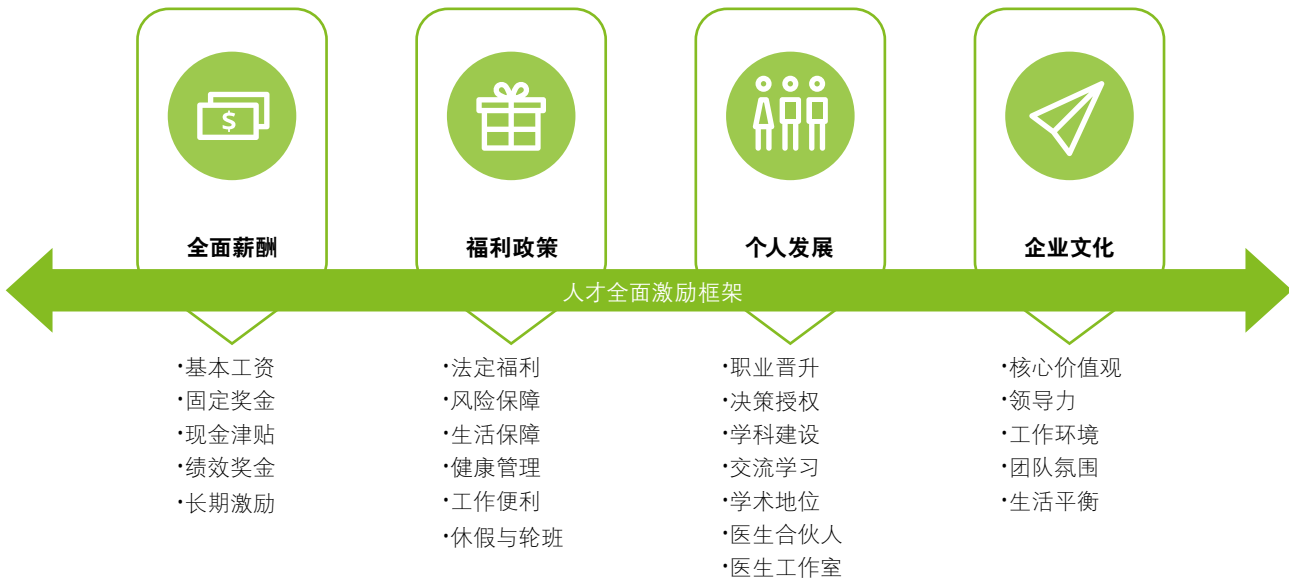 $
全面薪酬
福利政策
个人发展
企业文化
人才全面激励框架
·基本工资
·固定奖金
·现金津贴
·绩效奖金
·长期激励
·法定福利
·风险保障
·生活保障
·健康管理
·工作便利
·休假与轮班
·职业晋升
·决策授权
·学科建设
·交流学习
·学术地位
·医生合伙人
·医生工作室
·核心价值观
·领导力
·工作环境
·团队氛围
·生活平衡